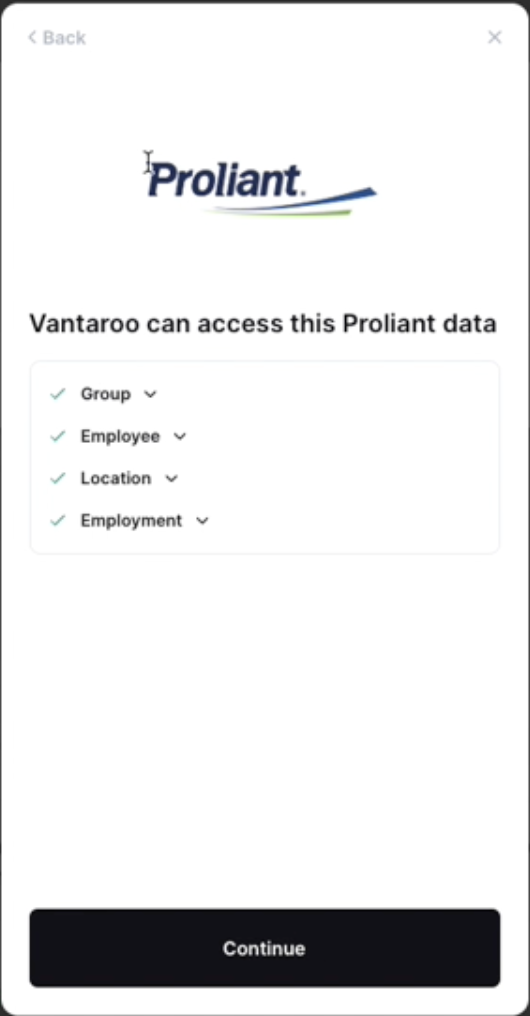 Back
Proliant.
Vantaroo can access this Proliant data
Group
Employee
Location
Employment
Continue